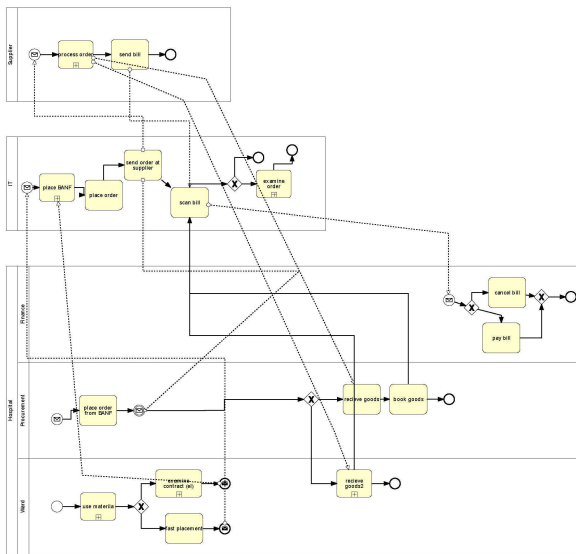 Supplier
process order
send bill
IT
place BANF
place order
send order at
supplier
scan bill
examine
order
Hospital
Finance
cancel bill
pay bill
Procurement
place order
from BANF
recieve goods
book goods
Ward
use materila
examine
contract (el)
fast placement
recieve
goods2